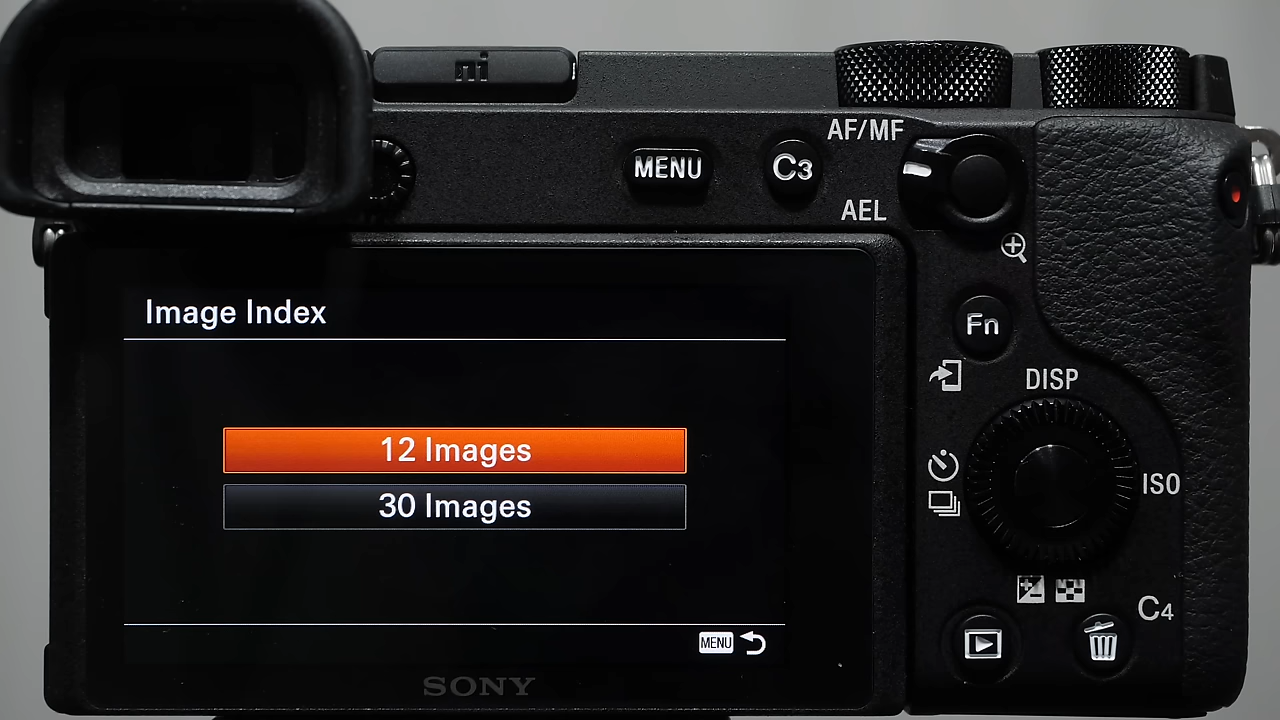 MENU
C3
AF/MF
AEL
Image Index
Fn
DISP
12 Images
30 Images
ISO
C4
MENU
SONY